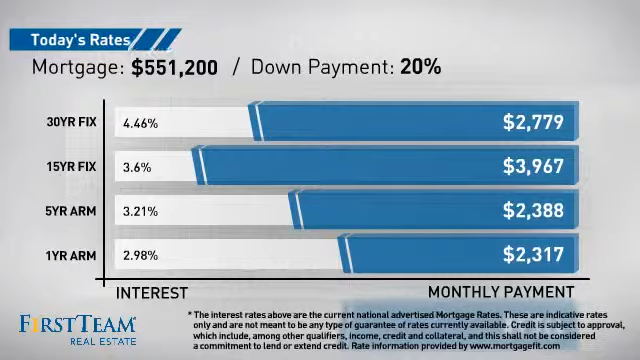 Today's Rates
Mortgage: $551,200 / Down Payment: 20%
30YR FIX 4.46% $2,779
15YR FIX 3.6% $3,967
5YR ARM 3.21% $2,388
1YR ARM 2.98% $2,317
INTEREST MONTHLY PAYMENT
FIRSTTEAM®
REAL ESTATE
* The interest rates above are the current national advertised Mortgage Rates. These are indicative rates
only and are not meant to be any type of guarantee of rates currently available. Credit is subject to approval,
which include, among other qualifiers, income, credit and collateral, and this shall not be considered
a commitment to lend or extend credit. Rate information provided by www.mortgagefit.com